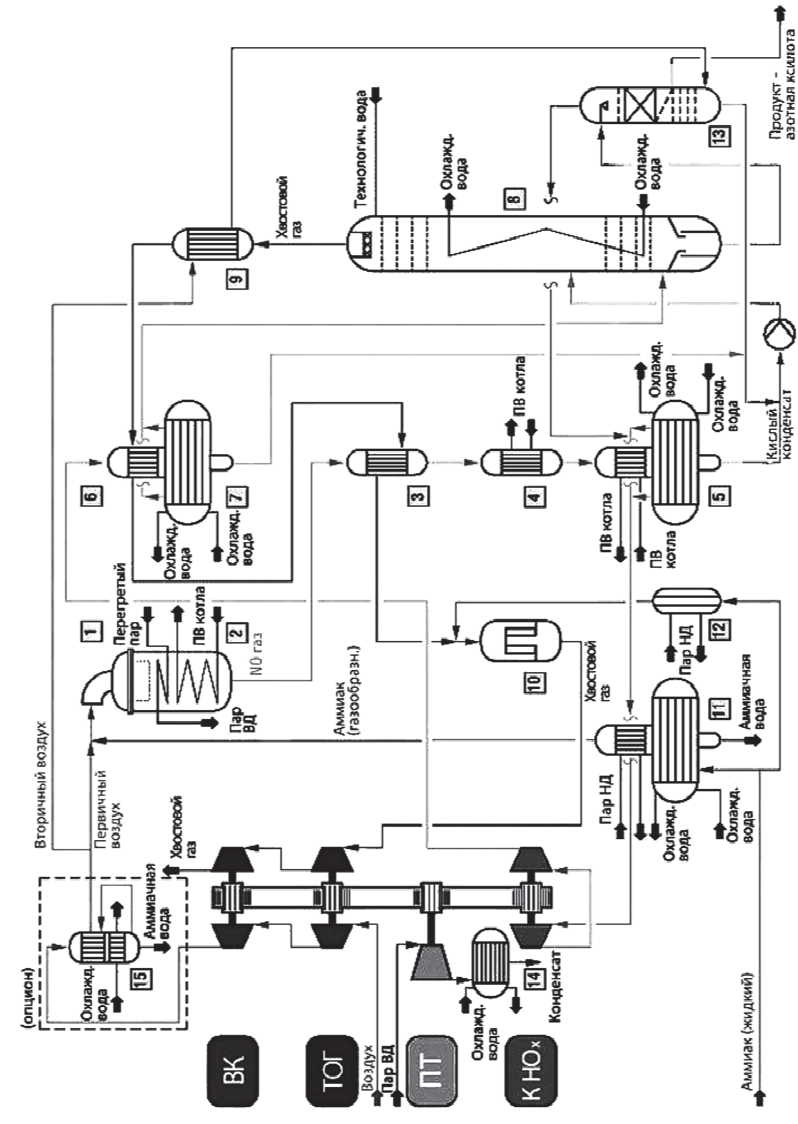 (опцион)
Охлажд.
вода
15
Аммиачная
вода
Вторичный воздух
Первичный
воздух
1
Перегретый
пар
2
ПВ котла
Пар
ВД
NO газ
6
7
Охлажд.
вода
Охлажд.
вода
9
Хвостовой
газ
Технологич. вода
ВК
ТОГ
ПТ
К НОх
Хвостовой
газ
Воздух
Пар ВД
Охлажд.
вода
14
Конденсат
Аммиак
(газообразн.)
3
4
ПВ котла
8
Охлажд.
вода
Охлажд.
вода
10
Хвостовой
газ
ПВ котла
ПВ
котла
5
Охлажд.
вода
Охлажд.
вода
Пар НД
Охлажд.
вода
Охлажд.
вода
11
Аммиачная
вода
12
Пар НД
13
Кислый
конденсат
Аммиак (жидкий)
Продукт –
азотная ксилота